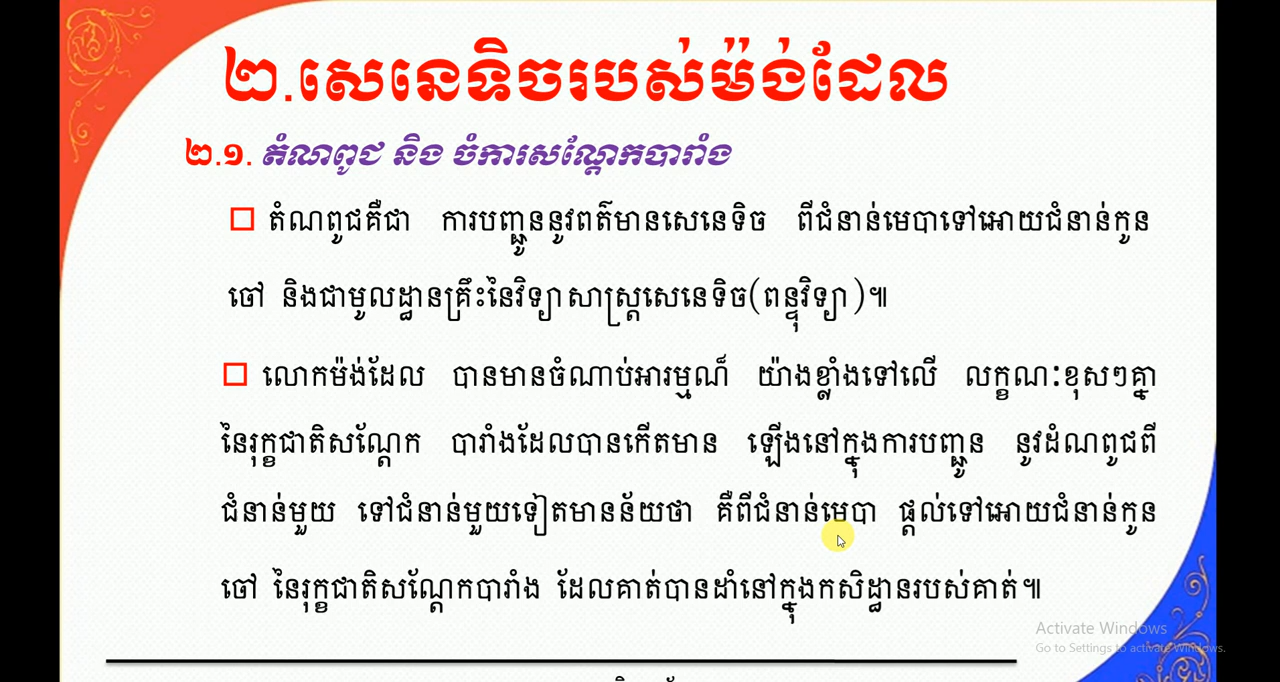 ២.សេនេទិចរបស់ម៉ង់ដែល
២.១. តំណពូជ និង ចំការសណ្តែកបារាំង
តំណពូជគឺជា ការបញ្ជូននូវពត៌មានសេនេទិច ពីជំនាន់មេបាទៅអោយជំនាន់កូន
ចៅ និងជាមូលដ្ឋានគ្រឹះនៃវិទ្យាសាស្ត្រសេនេទិច(ពន្ទុវិទ្យា)៕
លោកម៉ង់ដែល បានមានចំណាប់អារម្មណ៍ យ៉ាងខ្លាំងទៅលើ លក្ខណៈខុសៗគ្នា
នៃរុក្ខជាតិសណ្តែក បារាំងដែលបានកើតមាន ឡើងនៅក្នុងការបញ្ជូន នូវដំណពូជពី
ជំនាន់មួយ ទៅជំនាន់មួយទៀតមានន័យថា គឺពីជំនាន់មេបា ផ្តល់ទៅអោយជំនាន់កូន
ចៅ នៃរុក្ខជាតិសណ្តែកបារាំង ដែលគាត់បានដាំនៅក្នុងកសិដ្ឋានរបស់គាត់៕
Activate Windows
Go to Settings to activate Windows.